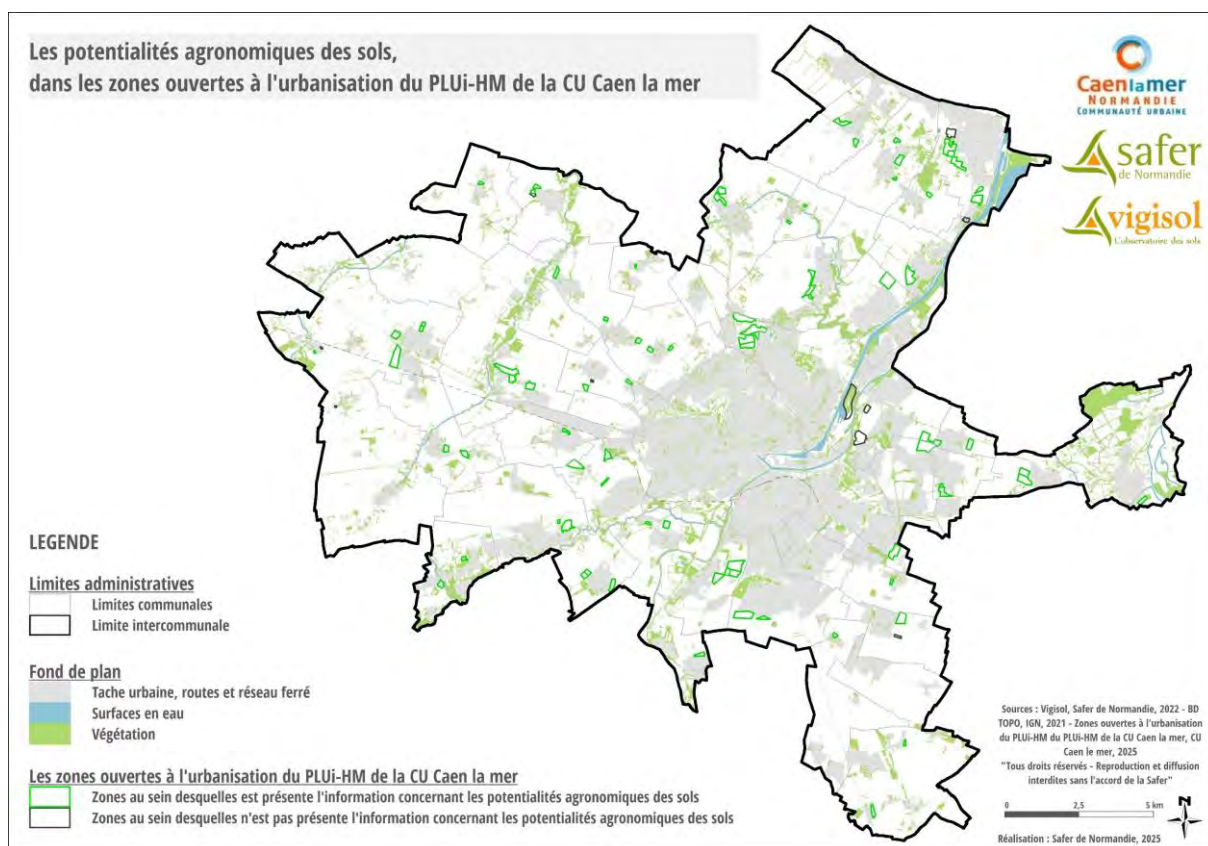 Les potentialités agronomiques des sols,
dans les zones ouvertes à l'urbanisation du PLUi-HM de la CU Caen la mer
Caenlamer
NORMANDIE
COMMUNAUTÉ URBAINE
safer
de Normandie
vigisol
L'observatoire des sols
LEGENDE
Limites administratives
Limites communales
Limite intercommunale
Fond de plan
Tache urbaine, routes et réseau ferré
Surfaces en eau
Végétation
Les zones ouvertes à l'urbanisation du PLUi-HM de la CU Caen la mer
Zones au sein desquelles est présente l'information concernant les potentialités agronomiques des sols
Zones au sein desquelles n'est pas présente l'information concernant les potentialités agronomiques des sols
Sources : Vigisol, Safer de Normandie, 2022 - BD
TOPO, IGN, 2021 - Zones ouvertes à l'urbanisation
du PLUi-HM du PLUi-HM de la CU Caen la mer, CU
Caen le mer, 2025
"Tous droits réservés - Reproduction et diffusion
interdites sans l'accord de la Safer"
0 2,5 5 km
N
Réalisation : Safer de Normandie, 2025